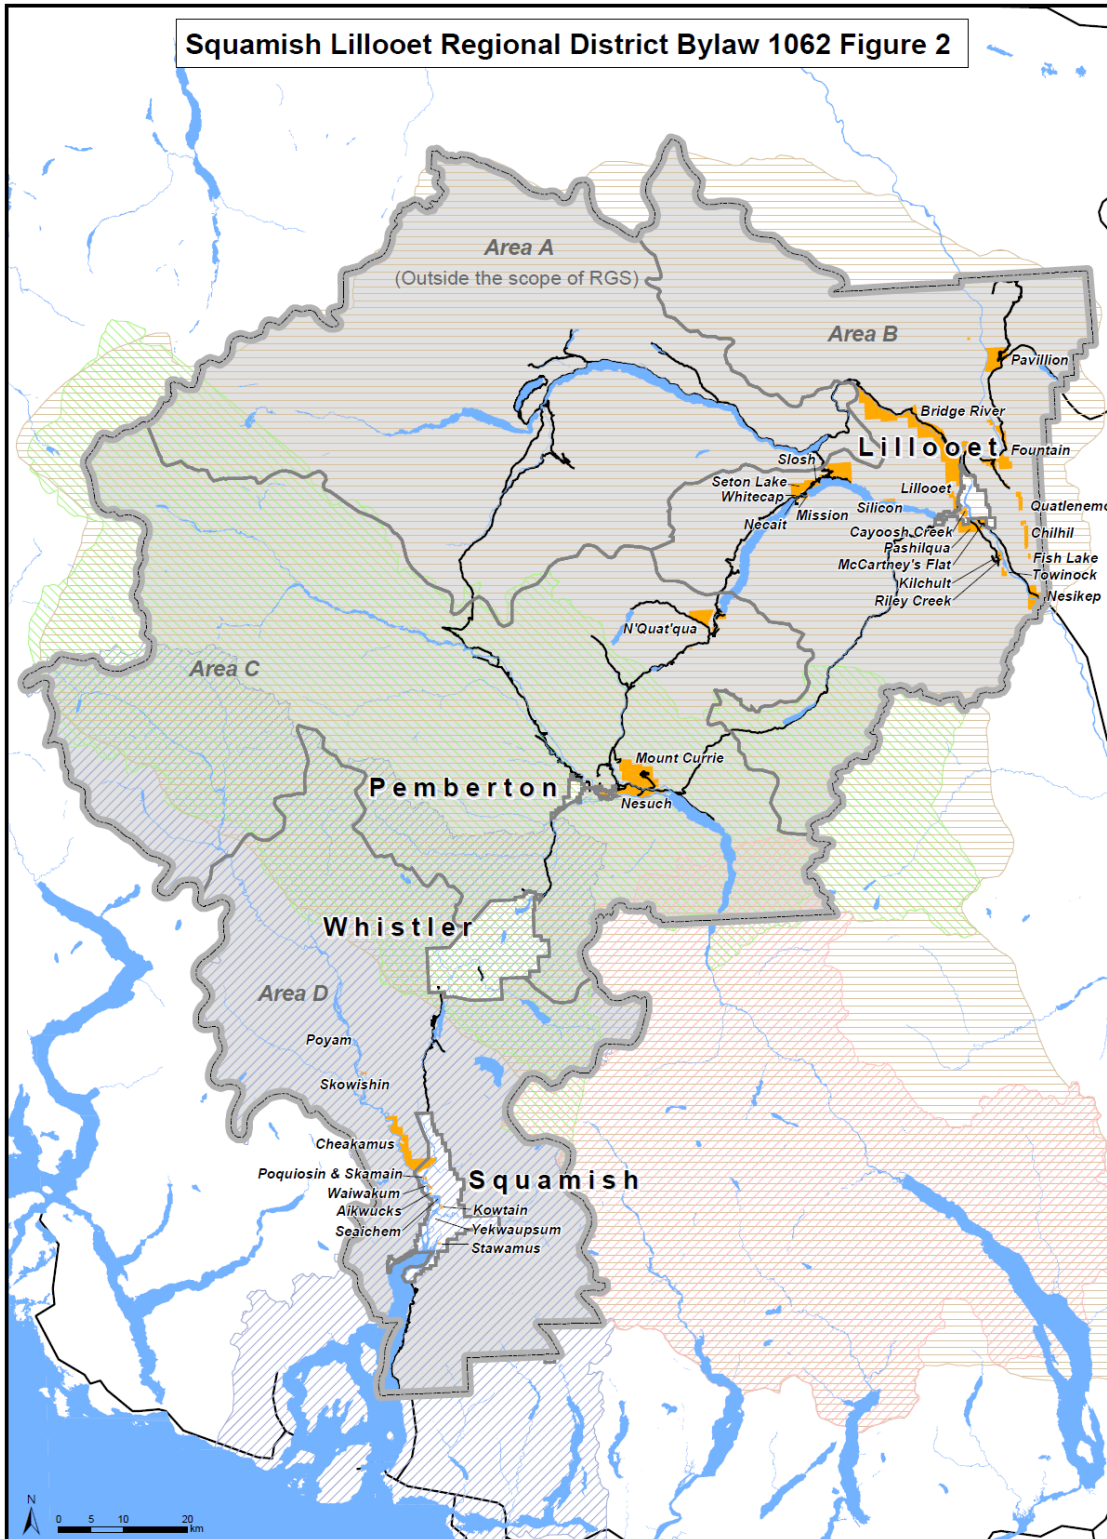 Squamish Lillooet Regional District Bylaw 1062 Figure 2
Area A
(Outside the scope of RGS)
Area B
Pavillion
Bridge River
Lillooet
Fountain
Slosh
Seton Lake
Whitecap
Lillooet
Mission
Silicon
Quatlenemo
Necait
Cayoosh Creek
Chilhil
Pashilqua
McCartney's Flat
Fish Lake
Towinock
Kilchult
Riley Creek
Nesikep
N'Quat'qua
Area C
Mount Currie
Pemberton
Nesuch
Whistler
Area D
Poyam
Skowishin
Cheakamus
Poquiosin & Skamain
Squamish
Waiwakum
Aikwucks
Kowtain
Seaichem
Yekwaupsum
Stawamus
N
0 5 10 20
km